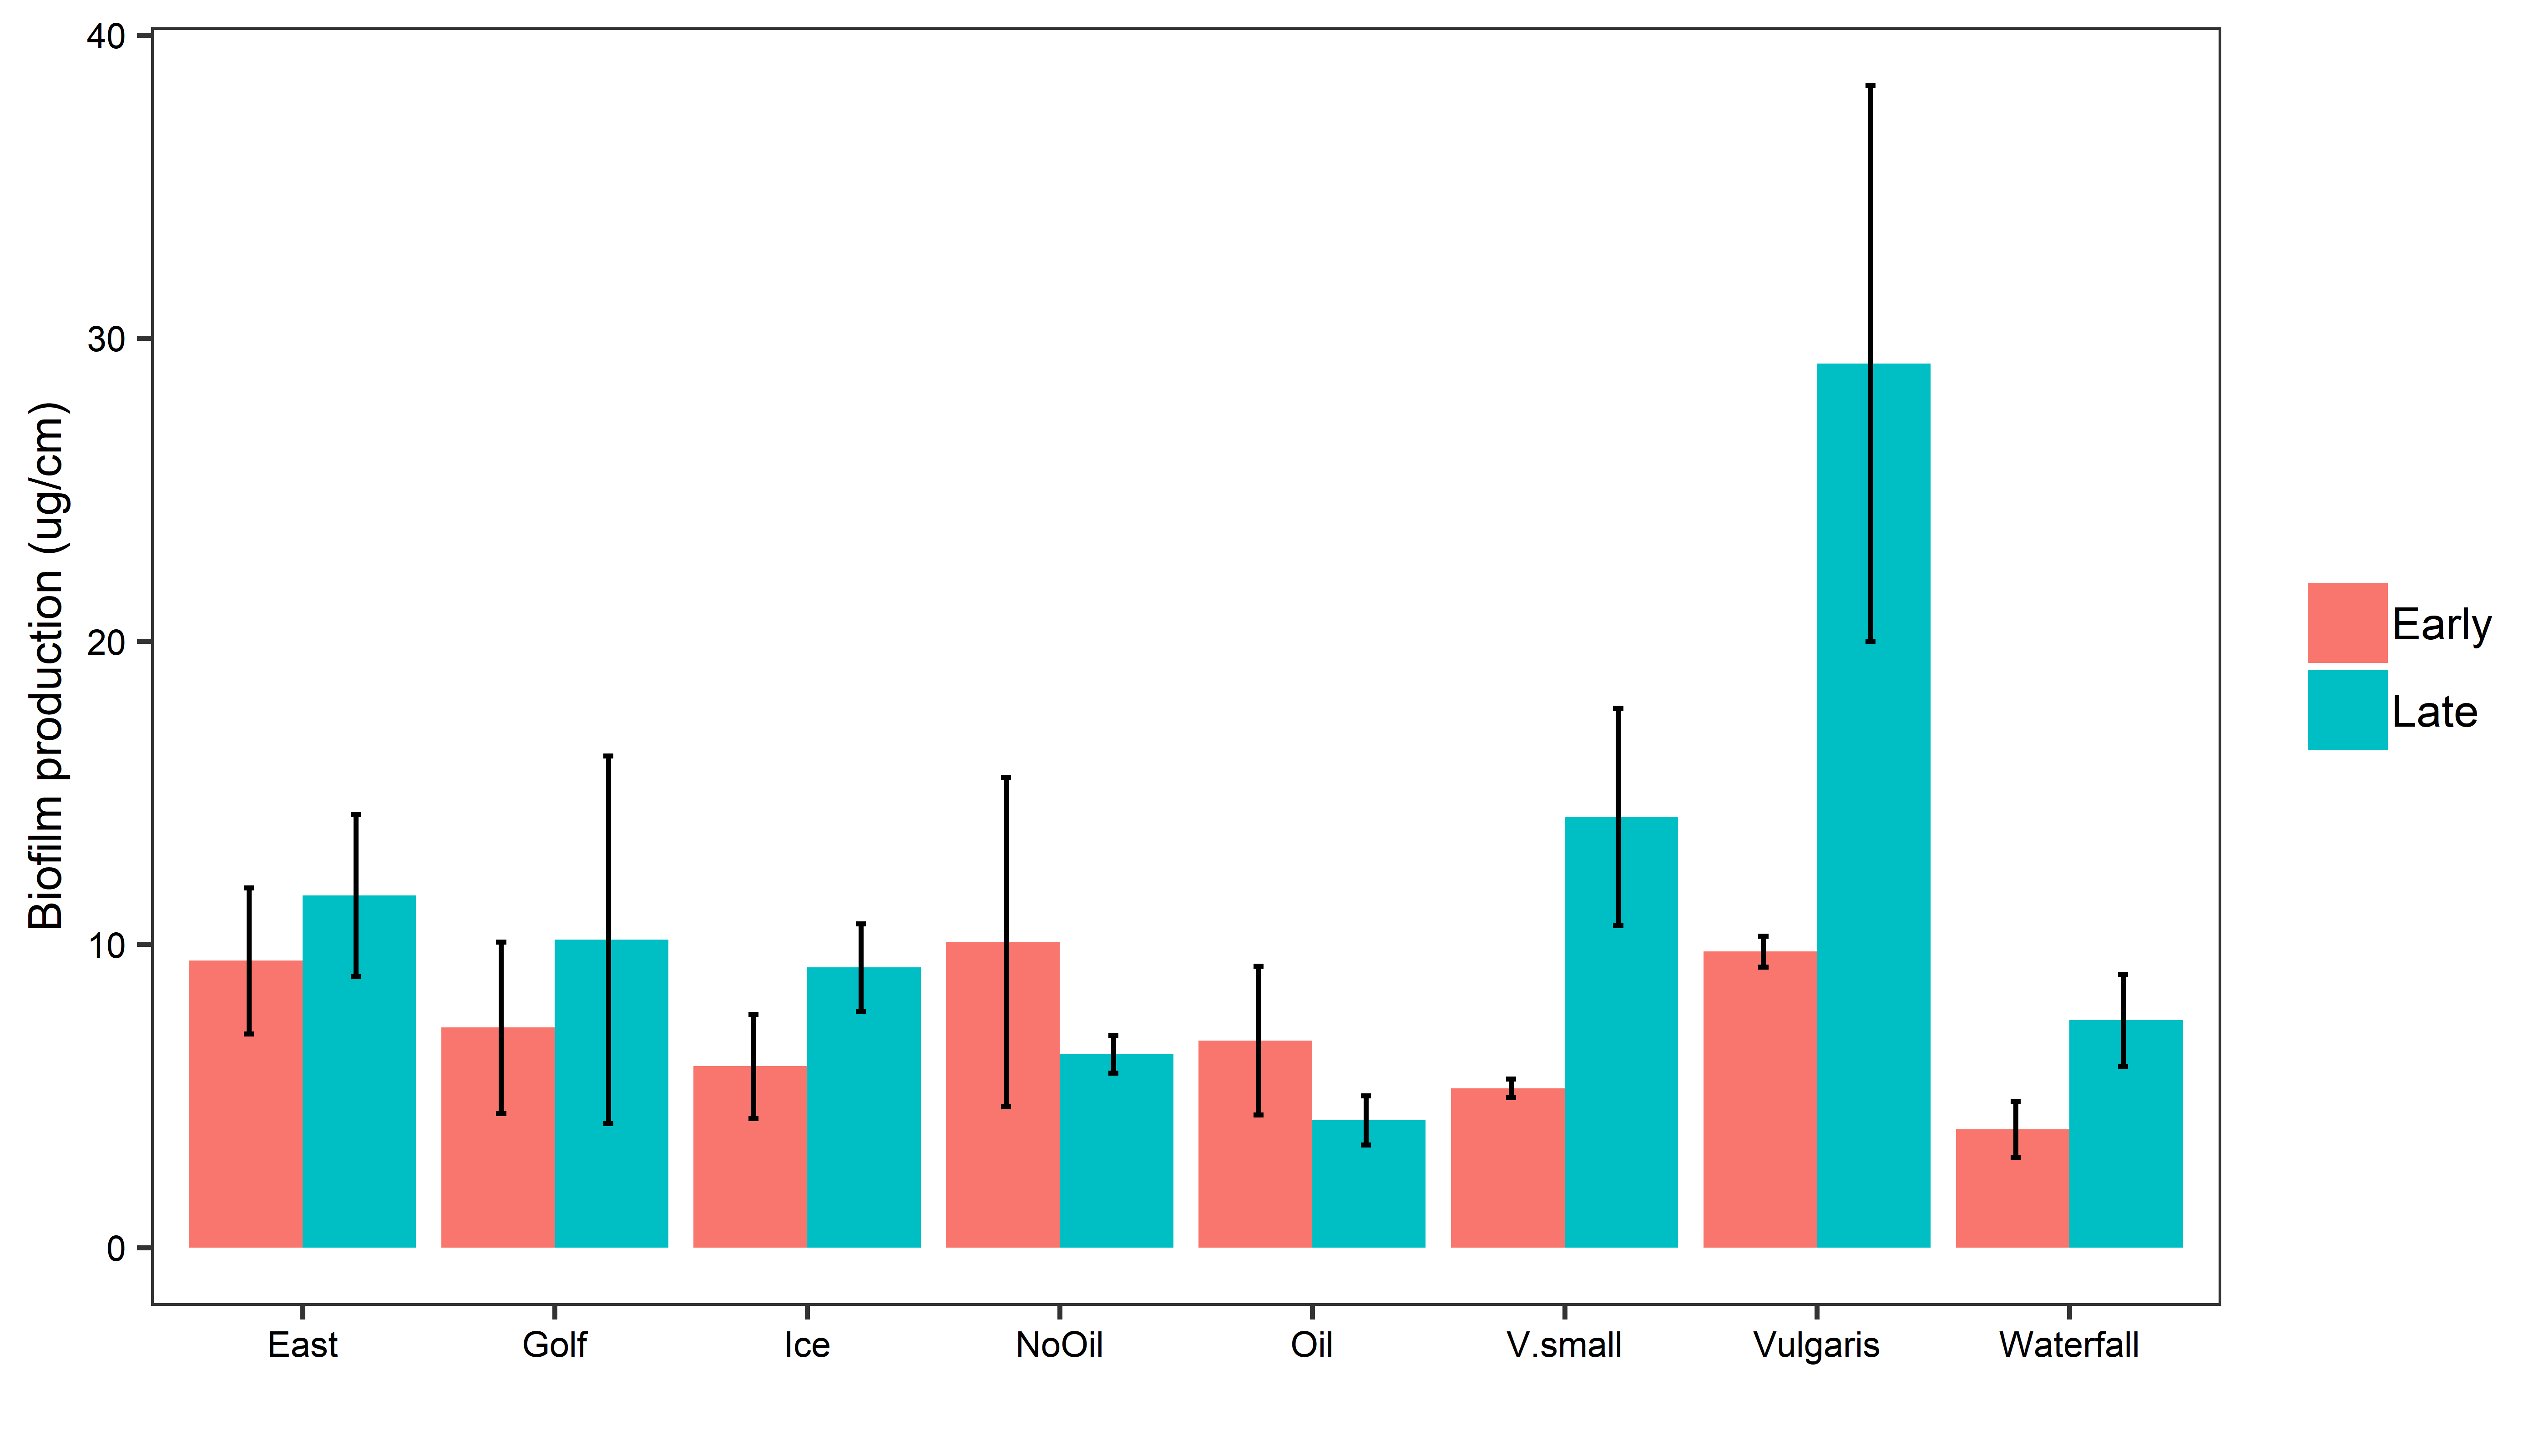 40
30
20
10
0
Biofilm production (ug/cm)
East
Golf
Ice
NoOil
Oil
V.small
Vulgaris
Waterfall
Early
Late